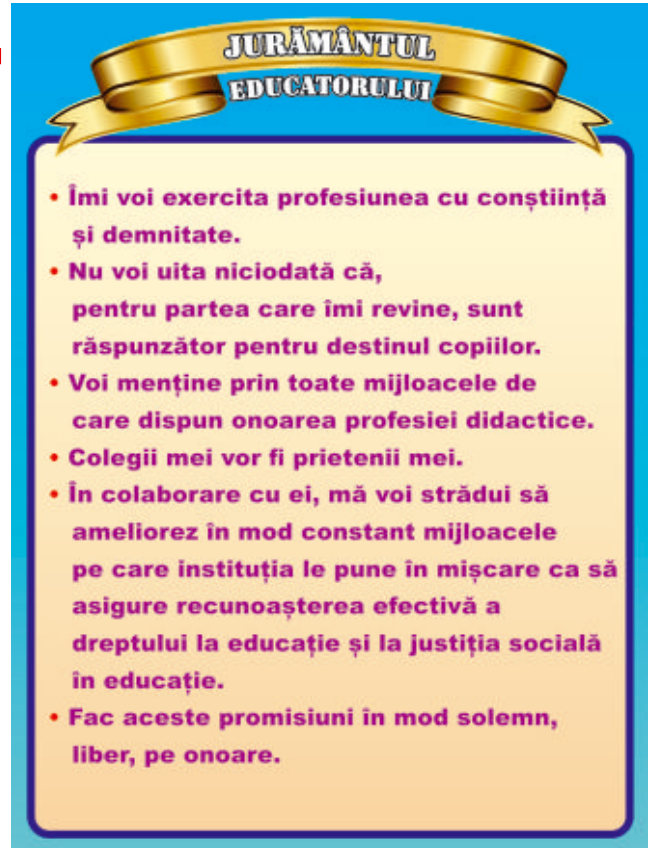 JURĂMÂNTUL
EDUCATORULUI
• Îmi voi exercita profesiunea cu conștiință
și demnitate.
• Nu voi uita niciodată că,
pentru partea care îmi revine, sunt
răspunzător pentru destinul copiilor.
• Voi menține prin toate mijloacele de
care dispun onoarea profesiei didactice.
• Colegii mei vor fi prietenii mei.
• În colaborare cu ei, mă voi strădui să
ameliorez în mod constant mijloacele
pe care instituția le pune în mișcare ca să
asigure recunoașterea efectivă a
dreptului la educație și la justiția socială
în educație.
• Fac aceste promisiuni în mod solemn,
liber, pe onoare.